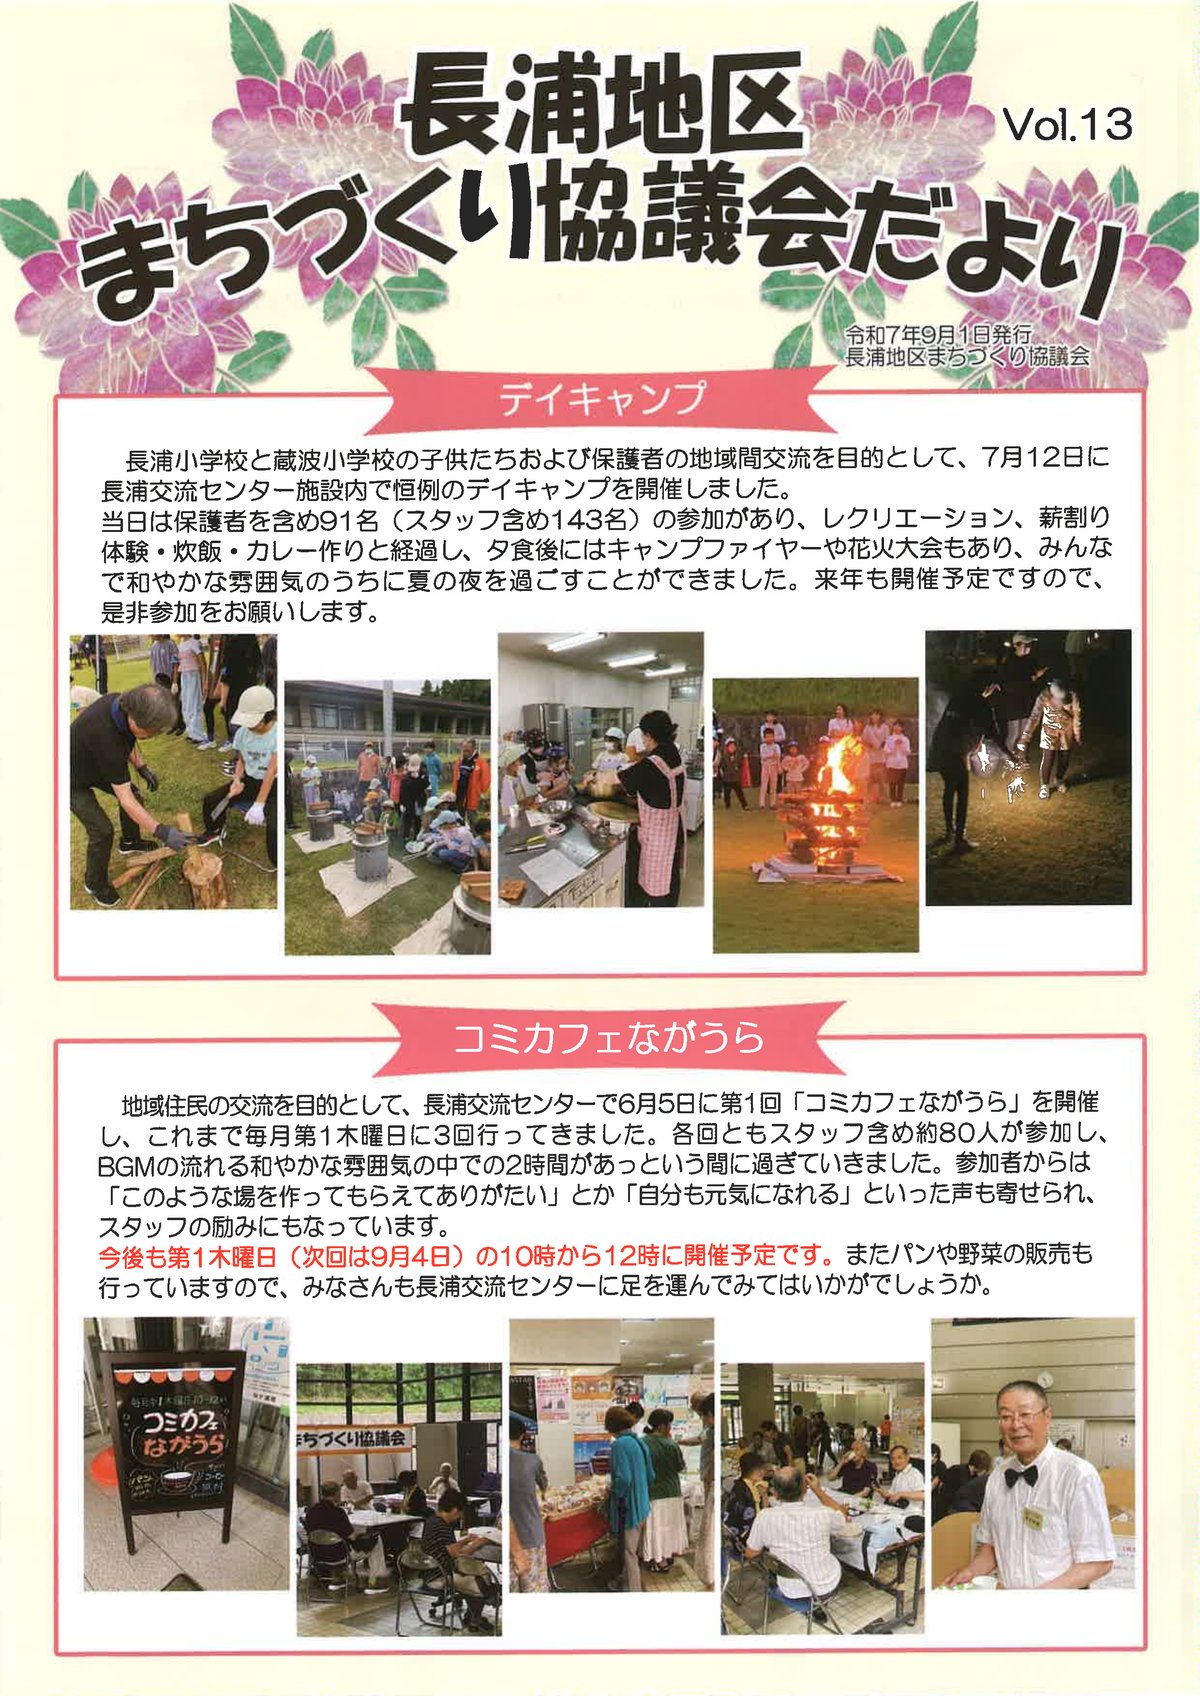 長浦地区
まちづくり協議会だより
Vol.13
令和7年9月1日発行
長浦地区まちづくり協議会
デイキャンプ
長浦小学校と蔵波小学校の子供たちおよび保護者の地域間交流を目的として、7月12日に
長浦交流センター施設内で恒例のデイキャンプを開催しました。
当日は保護者を含め91名（スタッフ含め143名）の参加があり、レクリエーション、薪割り
体験・炊飯・カレー作りと経過し、夕食後にはキャンプファイヤーや花火大会もあり、みんな
で和やかな雰囲気のうちに夏の夜を過ごすことができました。来年も開催予定ですので、
是非参加をお願いします。
コミカフェながうら
地域住民の交流を目的として、長浦交流センターで6月5日に第1回「コミカフェながうら」を開催
し、これまで毎月第1木曜日に3回行ってきました。各回ともスタッフ含め約80人が参加し、
BGMの流れる和やかな雰囲気の中での2時間があっという間に過ぎていきました。参加者からは
「このような場を作ってもらえてありがたい」とか「自分も元気になれる」といった声も寄せられ、
スタッフの励みにもなっています。
今後も第1木曜日（次回は9月4日）の10時から12時に開催予定です。またパンや野菜の販売も
行っていますので、みなさんも長浦交流センターに足を運んでみてはいかがでしょうか。
コミカフェ
ながうら
まちづくり協議会